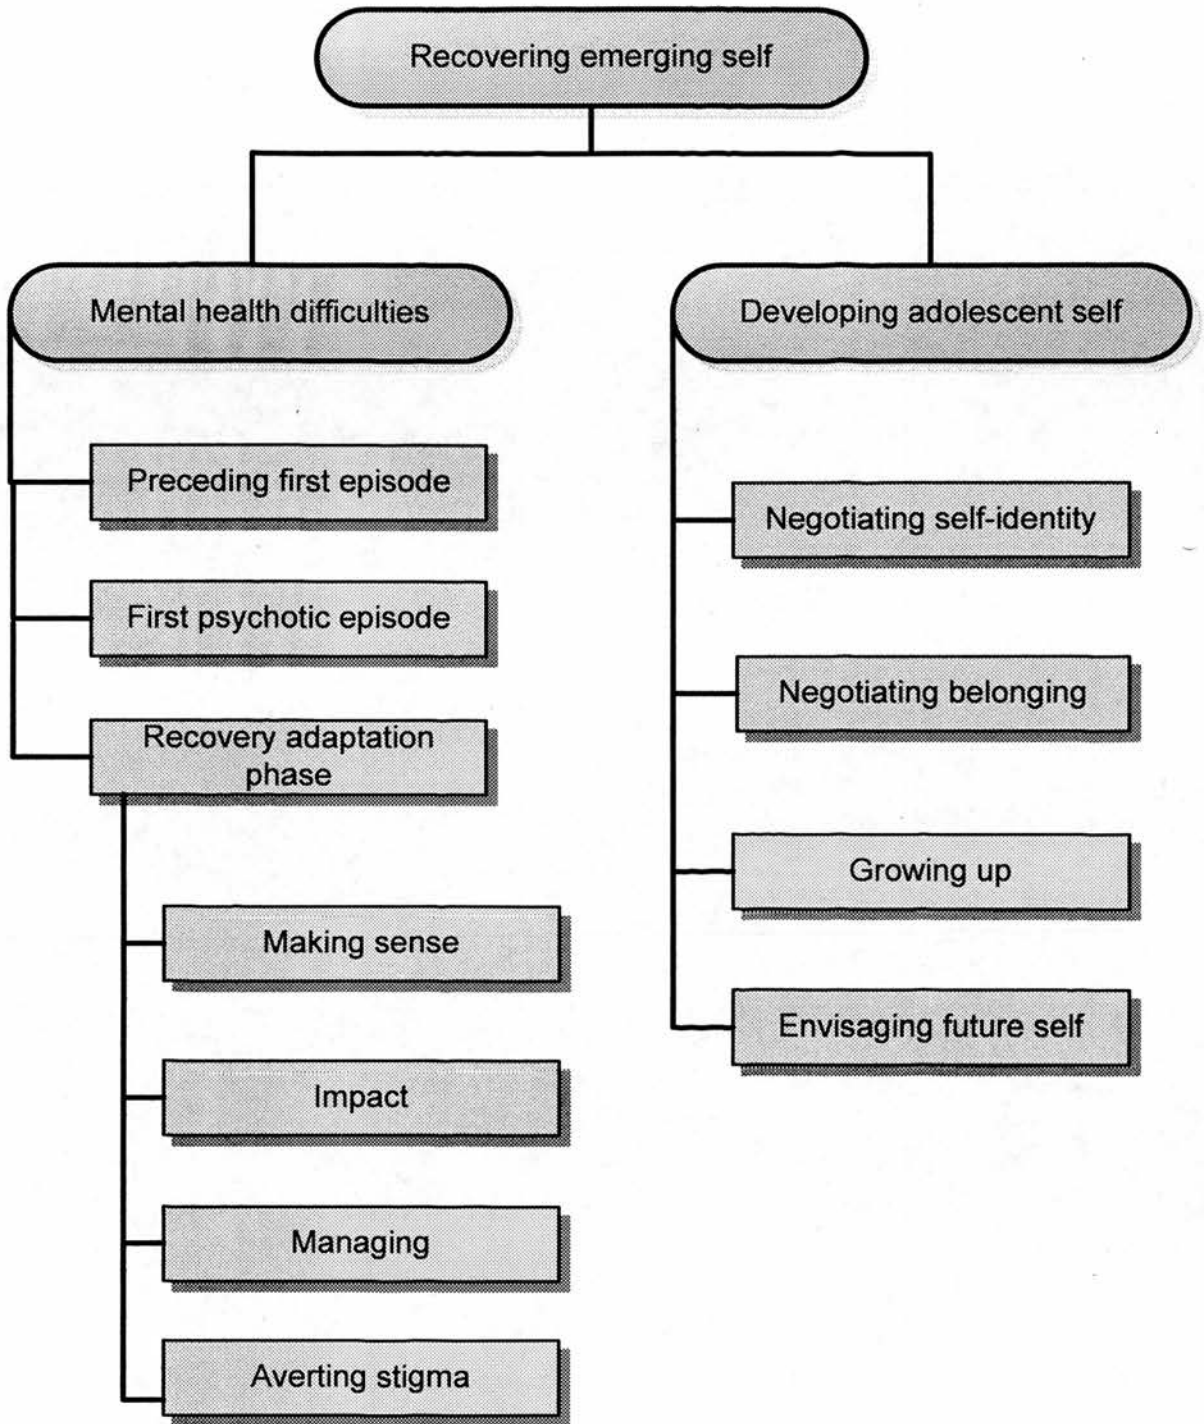 Recovering emerging self
Mental health difficulties
Preceding first episode
First psychotic episode
Recovery adaptation
phase
Making sense
Impact
Managing
Averting stigma
Developing adolescent self
Negotiating self-identity
Negotiating belonging
Growing up
Envisaging future self